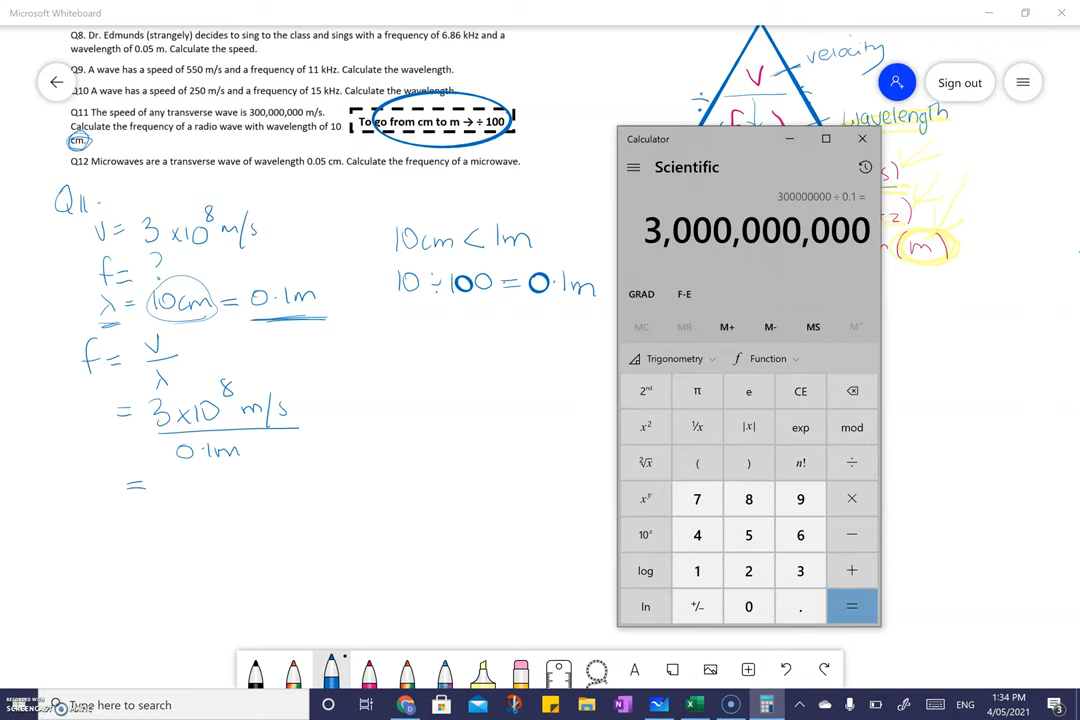 Microsoft Whiteboard
Q8. Dr. Edmunds (strangely) decides to sing to the class and sings with a frequency of 6.86 kHz and a
wavelength of 0.05 m. Calculate the speed.
Q9. A wave has a speed of 550 m/s and a frequency of 11 kHz. Calculate the wavelength.
Q10 A wave has a speed of 250 m/s and a frequency of 15 kHz. Calculate the wavelength.
Q11 The speed of any transverse wave is 300,000,000 m/s.
Calculate the frequency of a radio wave with wavelength of 10
cm.
To go from cm to m → ÷ 100
Q12 Microwaves are a transverse wave of wavelength 0.05 cm. Calculate the frequency of a microwave.
Sign out
V
velocity
÷
wavelength
(m)
Q11.
V= 3 ×10⁸ m/s
f= ?
λ= 10cm = 0.1m
f= V
λ
= 3×10⁸ m/s
0.1m
=
10cm < 1m
10 ÷ 100 = 0.1m
Calculator
Scientific
300000000 ÷ 0.1 =
3,000,000,000
GRAD F-E
MC MR M+ M- MS M˅
Trigonometry f Function
2ⁿᵈ π e CE
x² ¹/x |x| exp mod
²√x ( ) n! ÷
xʸ 7 8 9 ×
10ˣ 4 5 6 −
log 1 2 3 +
ln +/− 0 . =
A
Type here to search
ENG
1:34 PM
4/05/2021
3
RECORDED WITH